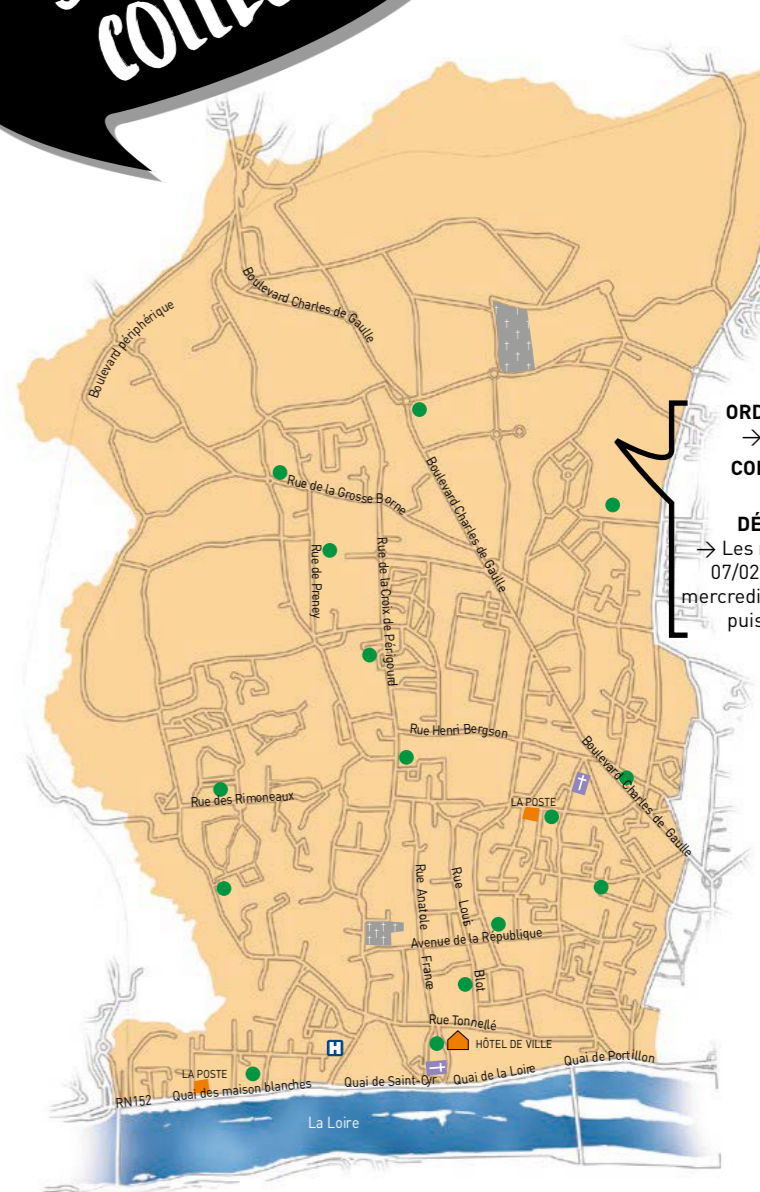 Boulevard Charles de Gaulle
Boulevard périphérique
Rue de la Grosse Borne
Boulevard Charles de Gaulle
Rue de Preney
Rue de la Croix de Périgourd
→ Les
07/02
mercredi
puis
Rue Henri Bergson
Boulevard Charles de Gaulle
Rue des Rimoneaux
LA POSTE
Rue Anatole France
Rue Louis Blot
Avenue de la République
Rue Tonnellé
HÔTEL DE VILLE
H
Quai de Portillon
LA POSTE
Quai des maison blanches
Quai de Saint-Cyr
Quai de la Loire
RN152
La Loire